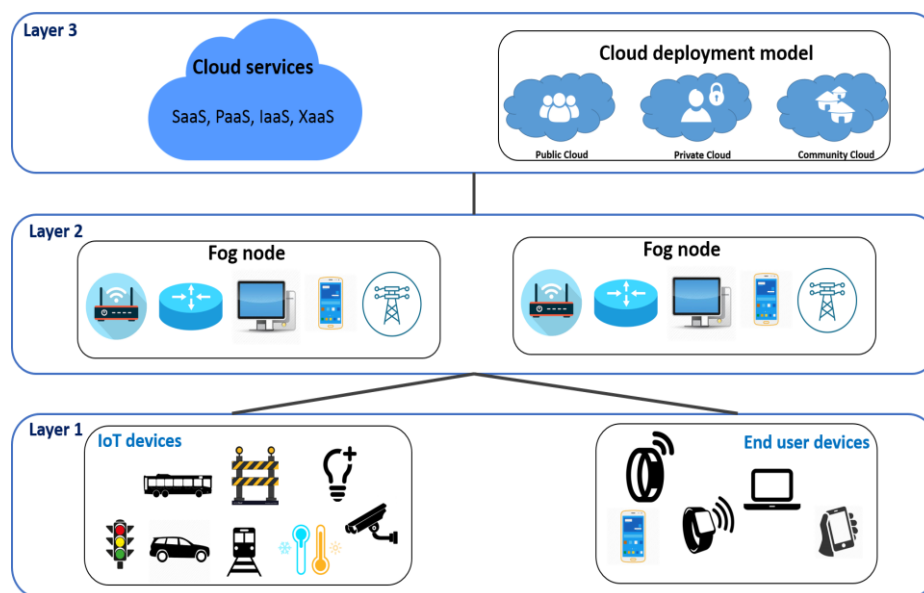 Layer 3
Cloud services
SaaS, PaaS, IaaS, XaaS
Cloud deployment model
Public Cloud
Private Cloud
Community Cloud
Layer 2
Fog node
Fog node
Layer 1
IoT devices
End user devices